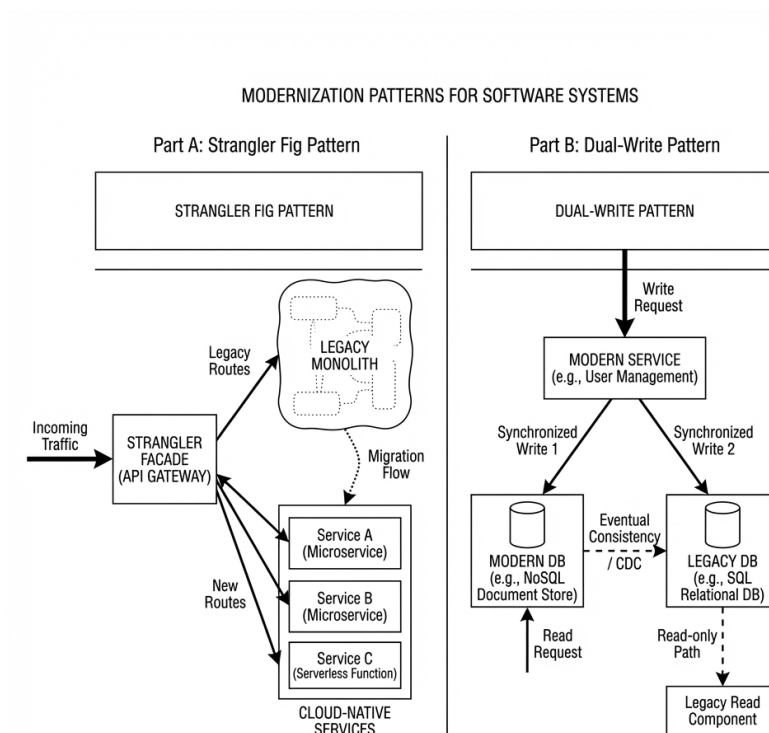 MODERNIZATION PATTERNS FOR SOFTWARE SYSTEMS
Part A: Strangler Fig Pattern
STRANGLER FIG PATTERN
LEGACY
MONOLITH
Legacy
Routes
Incoming
Traffic
STRANGLER
FACADE
(API GATEWAY)
Migration
Flow
New
Routes
Service A
(Microservice)
Service B
(Microservice)
Service C
(Serverless Function)
CLOUD-NATIVE
SERVICES
Part B: Dual-Write Pattern
DUAL-WRITE PATTERN
Write
Request
MODERN SERVICE
(e.g., User Management)
Synchronized
Write 1
Synchronized
Write 2
MODERN DB
(e.g., NoSQL
Document Store)
Eventual
Consistency
/ CDC
LEGACY DB
(e.g., SQL
Relational DB)
Read
Request
Read-only
Path
Legacy Read
Component